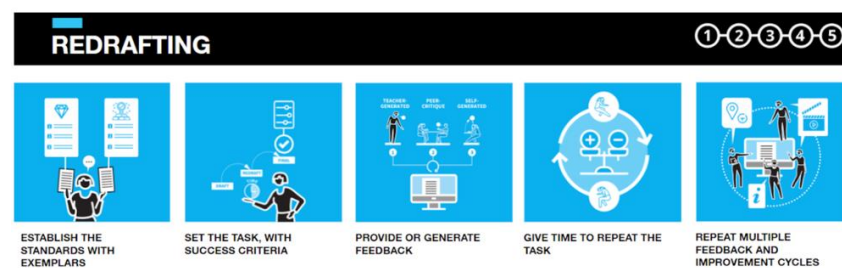 REDRAFTING
1 2 3 4 5
TEACHER-GENERATED
PEER-CRITIQUE
SELF-GENERATED
DRAFT
FINAL
1 2 3
ESTABLISH THE
STANDARDS WITH
EXEMPLARS
SET THE TASK, WITH
SUCCESS CRITERIA
PROVIDE OR GENERATE
FEEDBACK
GIVE TIME TO REPEAT THE
TASK
REPEAT MULTIPLE
FEEDBACK AND
IMPROVEMENT CYCLES